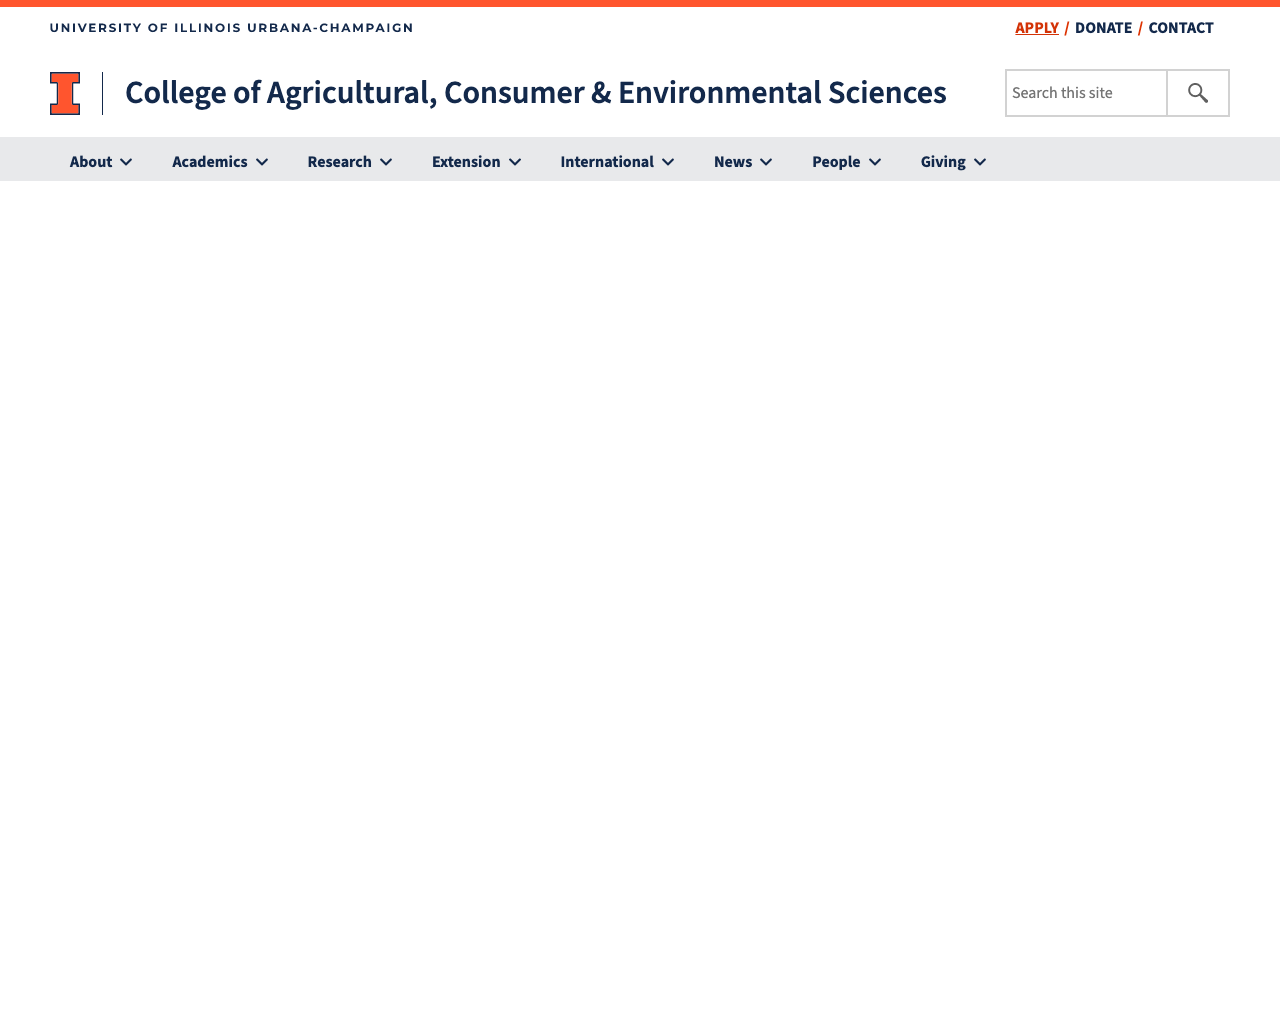 UNIVERSITY OF ILLINOIS URBANA-CHAMPAIGN
APPLY / DONATE / CONTACT
College of Agricultural, Consumer & Environmental Sciences
Search this site
About Academics Research Extension International News People Giving